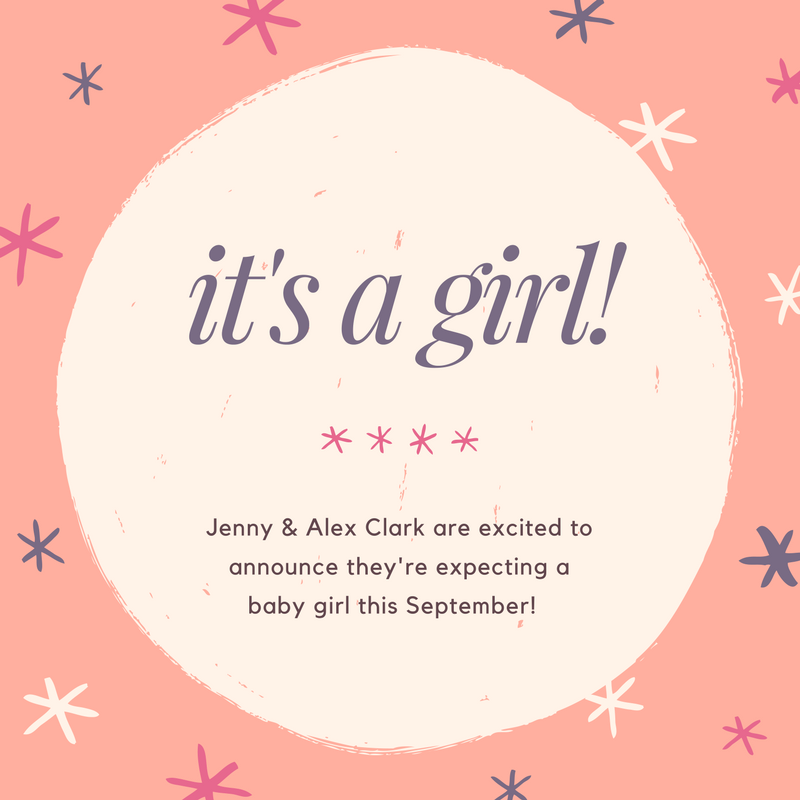 it's a girl!
Jenny & Alex Clark are excited to
announce they're expecting a
baby girl this September!